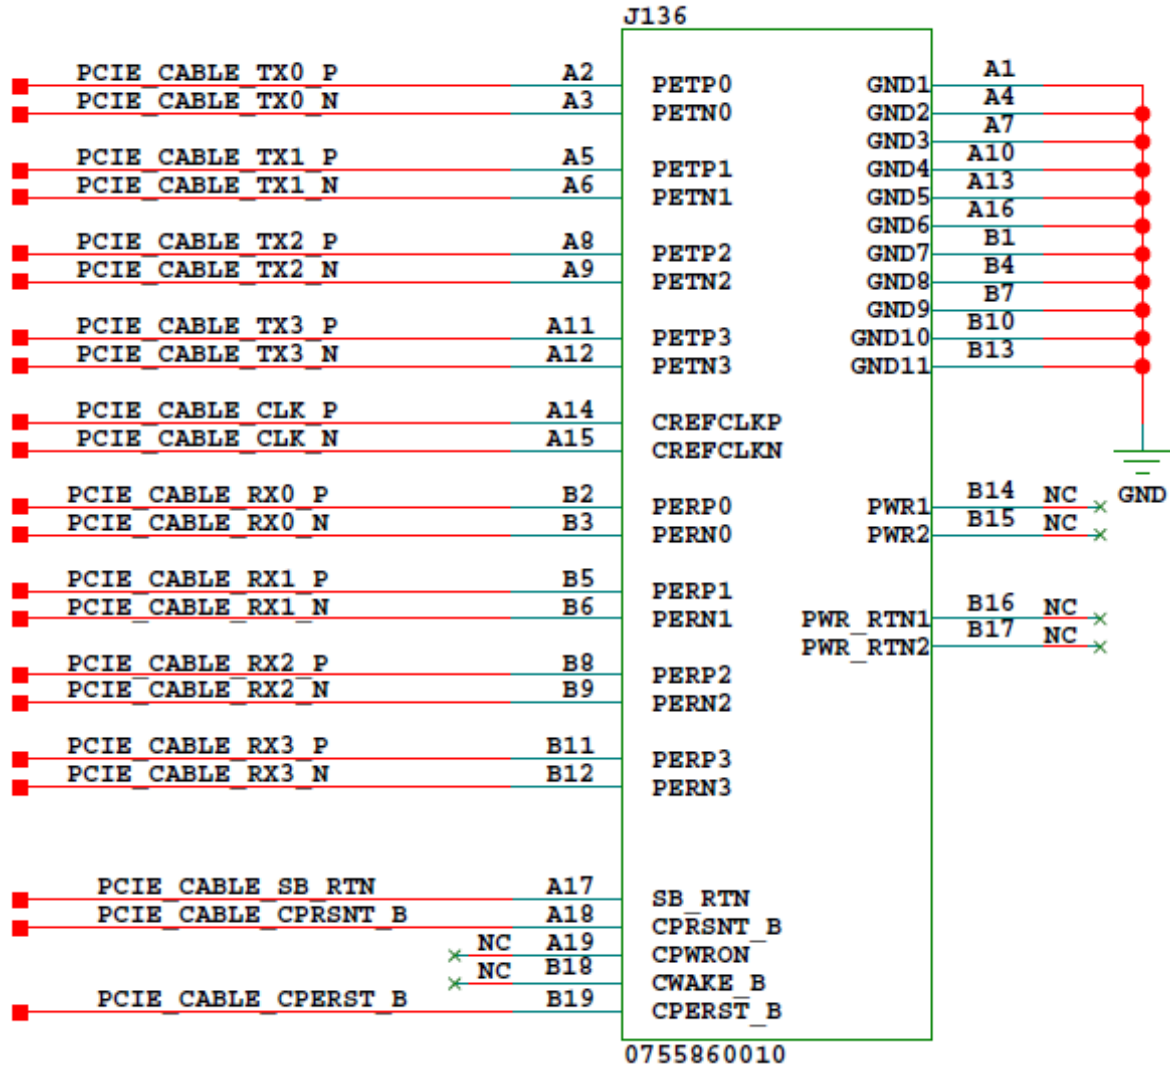 J136
PCIE_CABLE_TX0_P A2 PETP0 GND1 A1
PCIE_CABLE_TX0_N A3 PETN0 GND2 A4
GND3 A7
PCIE_CABLE_TX1_P A5 PETP1 GND4 A10
PCIE_CABLE_TX1_N A6 PETN1 GND5 A13
GND6 A16
PCIE_CABLE_TX2_P A8 PETP2 GND7 B1
PCIE_CABLE_TX2_N A9 PETN2 GND8 B4
GND9 B7
PCIE_CABLE_TX3_P A11 PETP3 GND10 B10
PCIE_CABLE_TX3_N A12 PETN3 GND11 B13
PCIE_CABLE_CLK_P A14 CREFCLKP
PCIE_CABLE_CLK_N A15 CREFCLKN
GND
PCIE_CABLE_RX0_P B2 PERP0 PWR1 B14 NC
PCIE_CABLE_RX0_N B3 PERN0 PWR2 B15 NC
PCIE_CABLE_RX1_P B5 PERP1
PCIE_CABLE_RX1_N B6 PERN1 PWR_RTN1 B16 NC
PWR_RTN2 B17 NC
PCIE_CABLE_RX2_P B8 PERP2
PCIE_CABLE_RX2_N B9 PERN2
PCIE_CABLE_RX3_P B11 PERP3
PCIE_CABLE_RX3_N B12 PERN3
PCIE_CABLE_SB_RTN A17 SB_RTN
PCIE_CABLE_CPRSNT_B A18 CPRSNT_B
NC A19 CPWRON
NC B18 CWAKE_B
PCIE_CABLE_CPERST_B B19 CPERST_B
0755860010